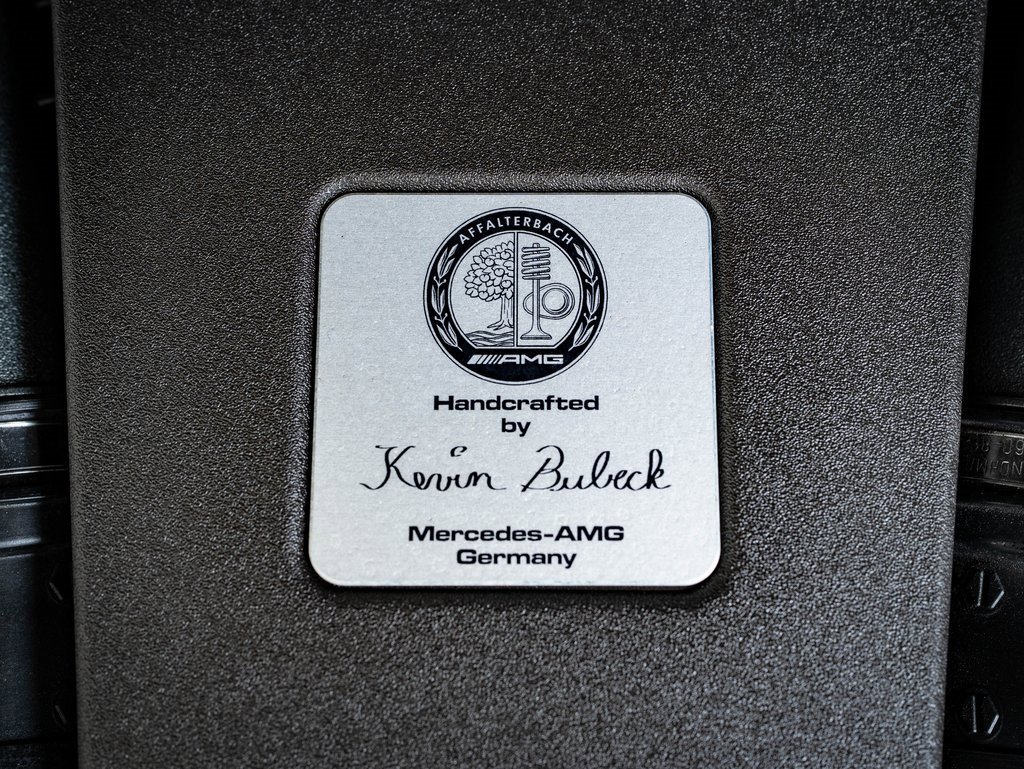 AFFALTERBACH
AMG
Handcrafted
by
Kevin Bubeck
Mercedes-AMG
Germany